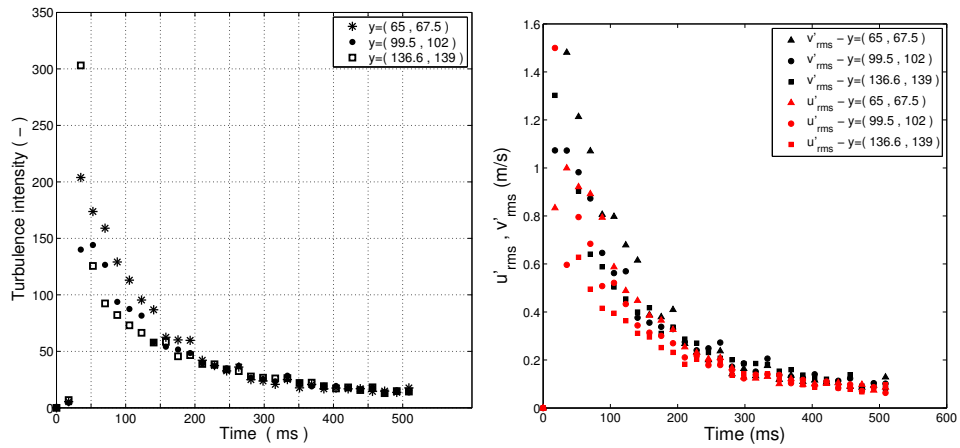 350
300
250
200
150
100
50
0
0
100
200
300
400
500
Turbulence intensity ( − )
Time ( ms )
y=( 65 , 67.5 )
y=( 99.5 , 102 )
y=( 136.6 , 139 )
1.6
1.4
1.2
1
0.8
0.6
0.4
0.2
0
0
100
200
300
400
500
600
u'rms , v'rms (m/s)
Time (ms)
v'rms − y=( 65 , 67.5 )
v'rms − y=( 99.5 , 102 )
v'rms − y=( 136.6 , 139 )
u'rms − y=( 65 , 67.5 )
u'rms − y=( 99.5 , 102 )
u'rms − y=( 136.6 , 139 )